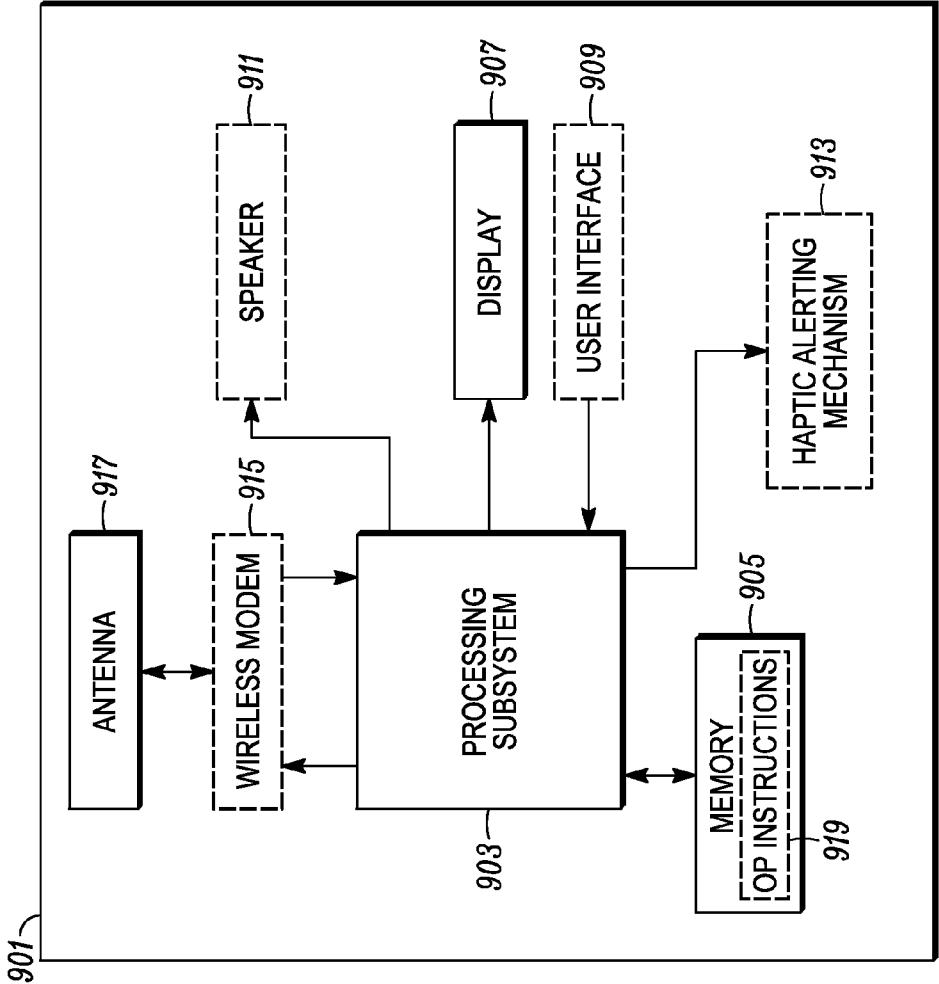 901
ANTENNA
917
WIRELESS MODEM
915
SPEAKER
911
PROCESSING
SUBSYSTEM
903
DISPLAY
907
USER INTERFACE
909
MEMORY
905
OP INSTRUCTIONS
919
HAPTIC ALERTING
MECHANISM
913